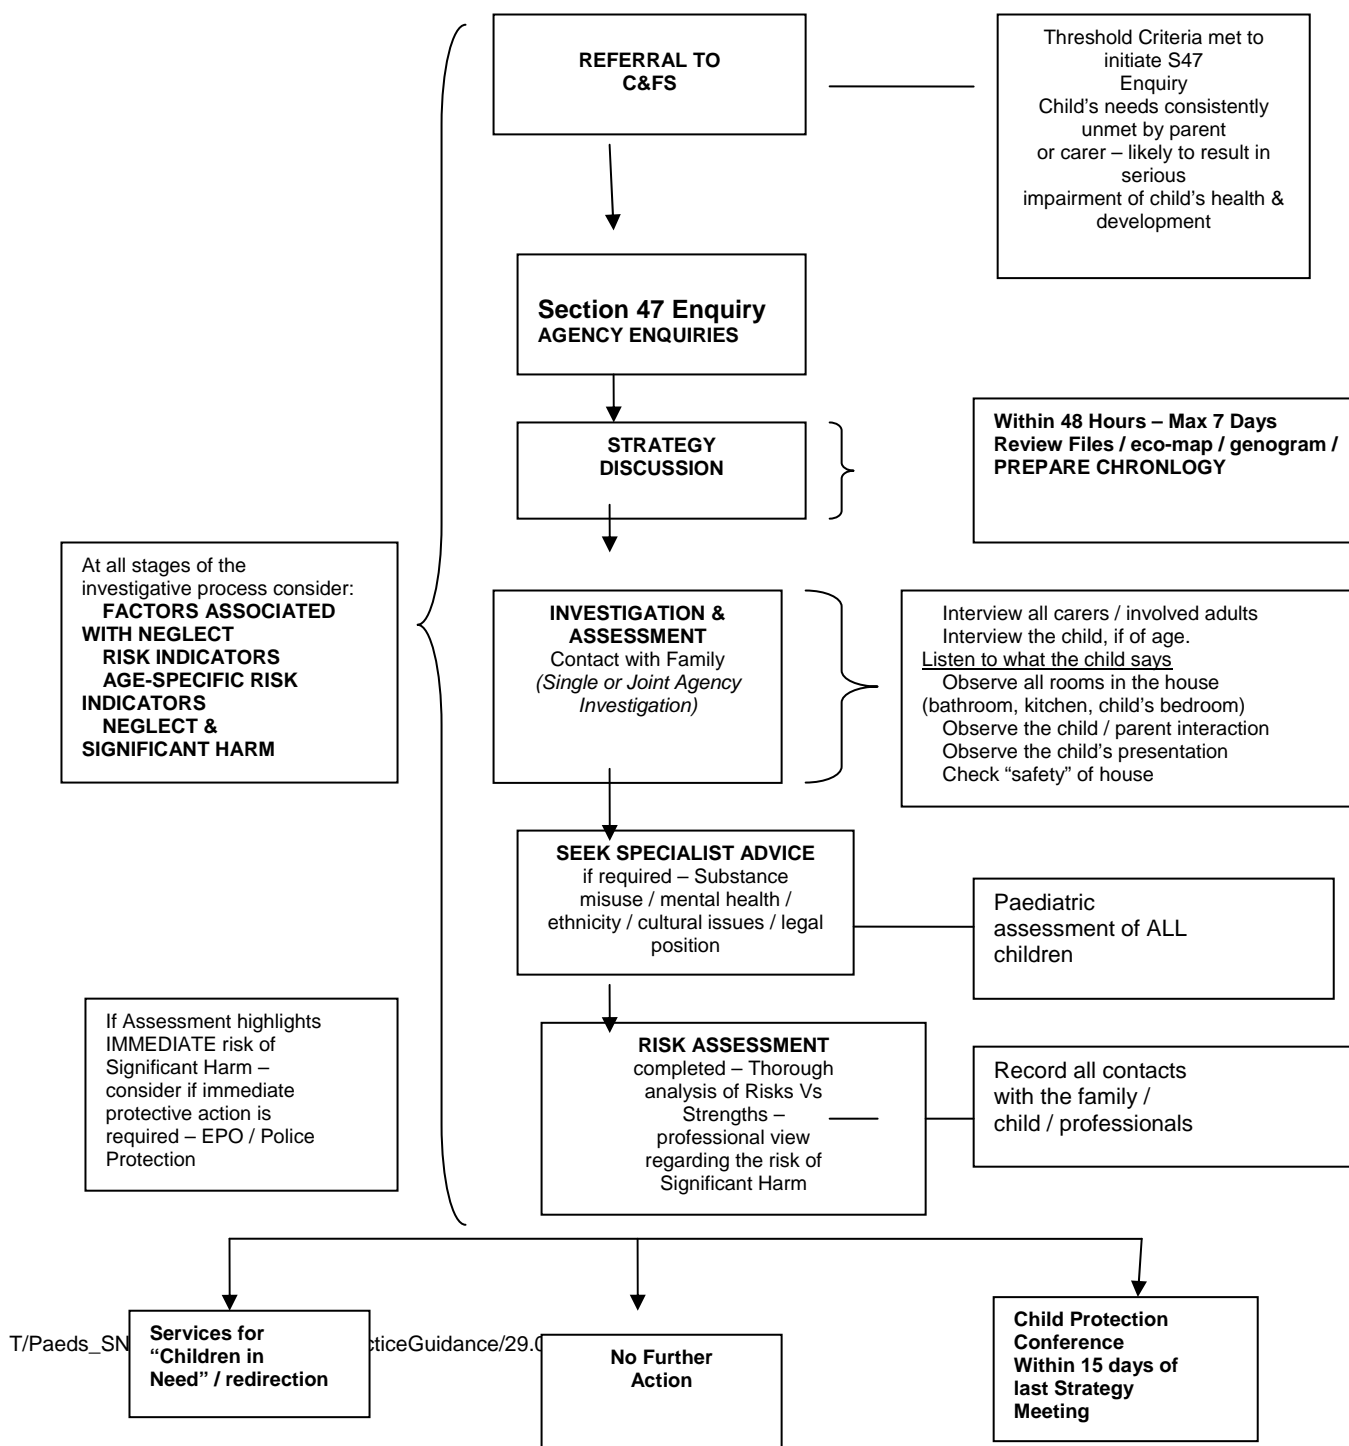 REFERRAL TO
C&FS
Threshold Criteria met to
initiate S47
Enquiry
Child's needs consistently
unmet by parent
or carer – likely to result in
serious
impairment of child's health &
development
Section 47 Enquiry
AGENCY ENQUIRIES
STRATEGY
DISCUSSION
Within 48 Hours – Max 7 Days
Review Files / eco-map / genogram /
PREPARE CHRONLOGY
At all stages of the
investigative process consider:
FACTORS ASSOCIATED
WITH NEGLECT
RISK INDICATORS
AGE-SPECIFIC RISK
INDICATORS
NEGLECT &
SIGNIFICANT HARM
INVESTIGATION &
ASSESSMENT
Contact with Family
(Single or Joint Agency
Investigation)
Interview all carers / involved adults
Interview the child, if of age.
Listen to what the child says
Observe all rooms in the house
(bathroom, kitchen, child's bedroom)
Observe the child / parent interaction
Observe the child's presentation
Check “safety” of house
SEEK SPECIALIST ADVICE
if required – Substance
misuse / mental health /
ethnicity / cultural issues / legal
position
Paediatric
assessment of ALL
children
If Assessment highlights
IMMEDIATE risk of
Significant Harm –
consider if immediate
protective action is
required – EPO / Police
Protection
RISK ASSESSMENT
completed – Thorough
analysis of Risks Vs
Strengths –
professional view
regarding the risk of
Significant Harm
Record all contacts
with the family /
child / professionals
T/Paeds_SN
cticeGuidance/29.0
Services for
“Children in
Need” / redirection
No Further
Action
Child Protection
Conference
Within 15 days of
last Strategy
Meeting